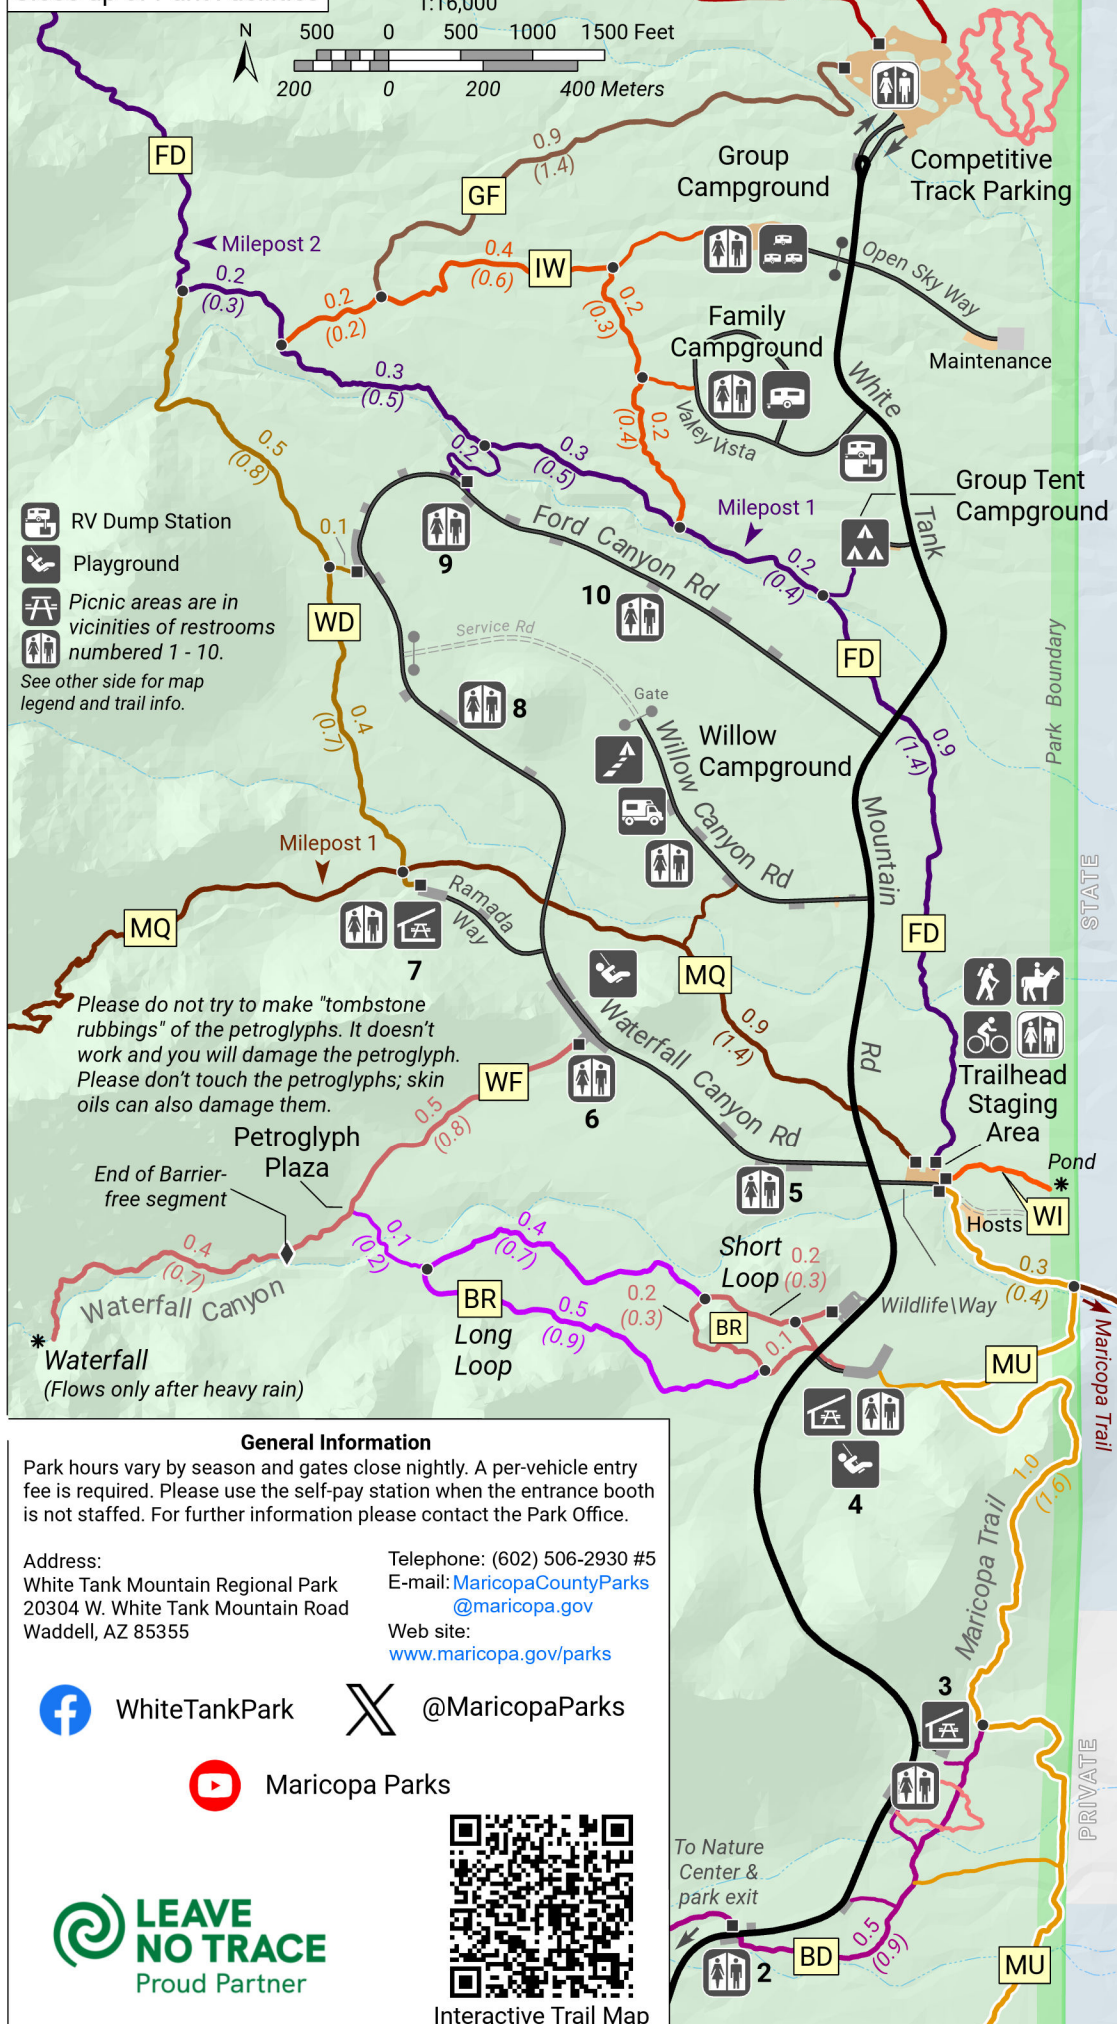 1:16,000
N
500 0 500 1000 1500 Feet
200 0 200 400 Meters
FD
0.9
(1.4)
GF
Group
Campground
Competitive
Track Parking
Milepost 2
0.2
(0.3)
0.4
(0.6)
IW
0.2
(0.2)
0.2
(0.3)
Open Sky Way
Maintenance
Family
Campground
Valley Vista
White
Tank
Mountain
Rd
0.3
(0.5)
0.2
0.3
(0.5)
0.2
(0.4)
0.5
(0.8)
Group Tent
Campground
Milepost 1
RV Dump Station
Playground
Picnic areas are in
vicinities of restrooms
numbered 1 - 10.
See other side for map
legend and trail info.
0.1
9
Ford Canyon Rd
0.2
(0.4)
10
WD
Service Rd
FD
Park Boundary
8
Gate
0.4
(0.7)
Willow
Campground
Willow Canyon Rd
0.9
(1.4)
Milepost 1
STATE
MQ
Ramada
Way
7
FD
MQ
Please do not try to make "tombstone
rubbings" of the petroglyphs. It doesn't
work and you will damage the petroglyph.
Please don't touch the petroglyphs; skin
oils can also damage them.
0.9
(1.4)
Waterfall Canyon Rd
WF
6
0.5
(0.8)
Trailhead
Staging
Area
Petroglyph
Plaza
End of Barrier-
free segment
5
Pond
WI
Hosts
0.1
(0.2)
0.4
(0.7)
0.4
(0.7)
Short
Loop
0.2
(0.3)
0.3
(0.4)
Waterfall Canyon
BR
Long
Loop
0.5
(0.9)
0.2
(0.3)
BR
0.1
Wildlife Way
Waterfall
(Flows only after heavy rain)
MU
Maricopa Trail
4
1.0
(1.6)
Maricopa Trail
General Information
Park hours vary by season and gates close nightly. A per-vehicle entry
fee is required. Please use the self-pay station when the entrance booth
is not staffed. For further information please contact the Park Office.
Address:
White Tank Mountain Regional Park
20304 W. White Tank Mountain Road
Waddell, AZ 85355
Telephone: (602) 506-2930 #5
E-mail: MaricopaCountyParks
@maricopa.gov
Web site:
www.maricopa.gov/parks
WhiteTankPark
@MaricopaParks
Maricopa Parks
LEAVE
NO TRACE
Proud Partner
Interactive Trail Map
3
PRIVATE
To Nature
Center &
park exit
0.5
(0.9)
2
BD
MU